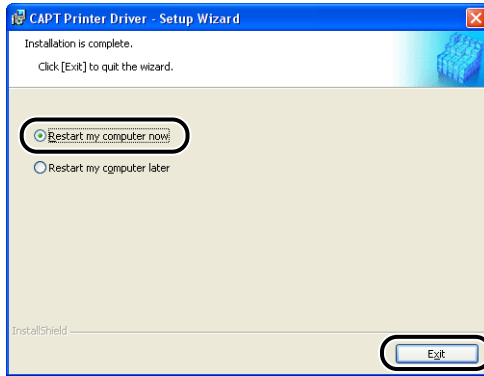 CAPT Printer Driver - Setup Wizard
Installation is complete.
Click [Exit] to quit the wizard.
Restart my computer now
Restart my computer later
InstallShield
Exit